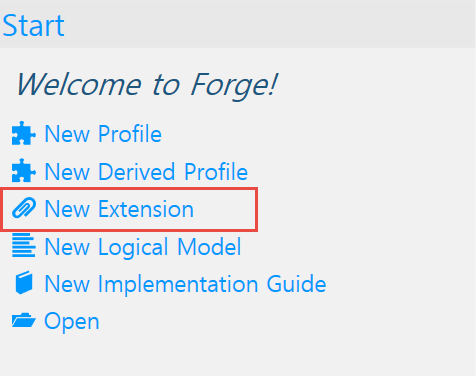 Start
Welcome to Forge!
New Profile
New Derived Profile
New Extension
New Logical Model
New Implementation Guide
Open